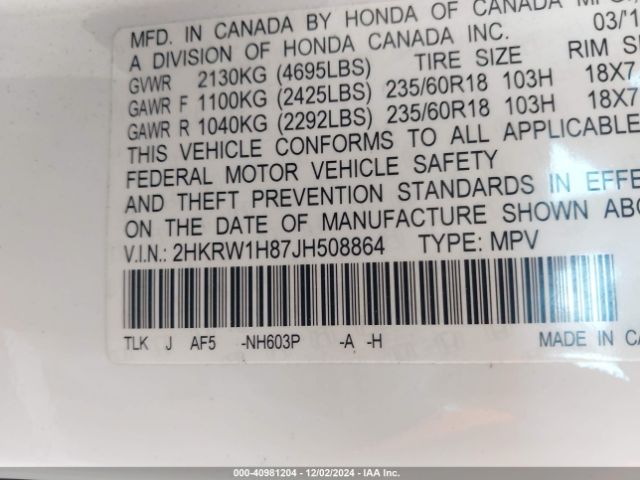 MFD. IN CANADA BY HONDA OF CANADA MFG.
A DIVISION OF HONDA CANADA INC. 03/1
TIRE SIZE RIM S
GVWR 2130KG (4695LBS)
GAWR F 1100KG (2425LBS) 235/60R18 103H 18X7
GAWR R 1040KG (2292LBS) 235/60R18 103H 18X7
THIS VEHICLE CONFORMS TO ALL APPLICABLE
FEDERAL MOTOR VEHICLE SAFETY
AND THEFT PREVENTION STANDARDS IN EFFE
ON THE DATE OF MANUFACTURE SHOWN ABO
V.I.N.: 2HKRW1H87JH508864 TYPE: MPV
TLK J AF5 -NH603P -A -H MADE IN CA
000-40981204 - 12/02/2024 - IAA Inc.